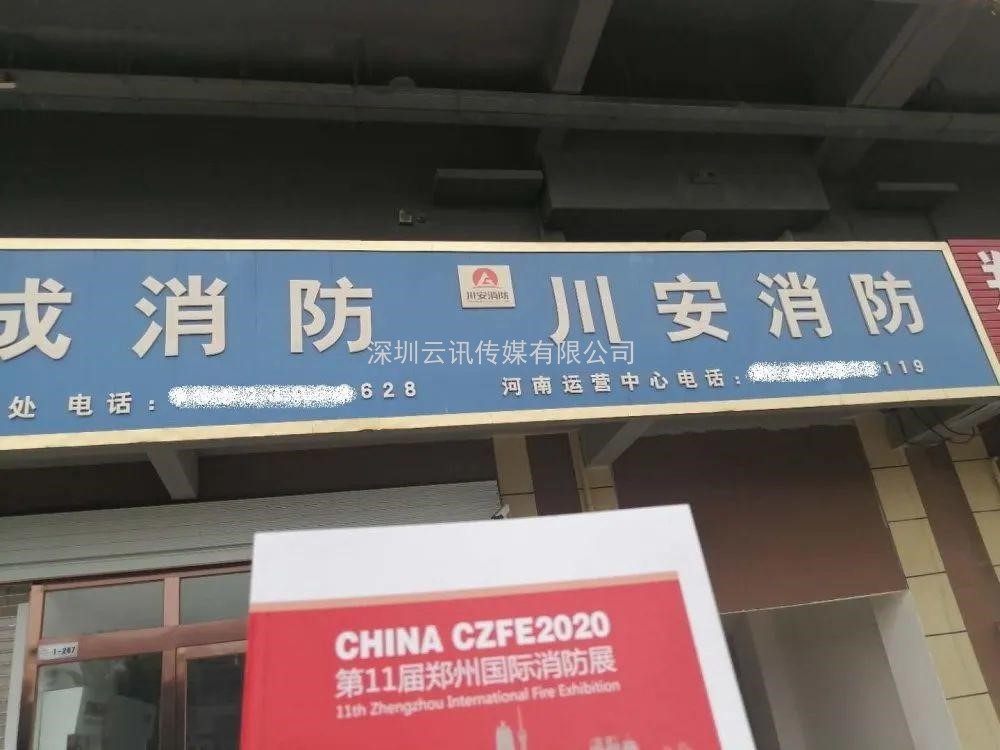 成消防
川安消防
川安消防
深圳云讯传媒有限公司
处 电话：
628
河南运营中心电话：
119
1-247
CHINA CZFE2020
第11届郑州国际消防展
11th Zhengzhou International Fire Exhibition